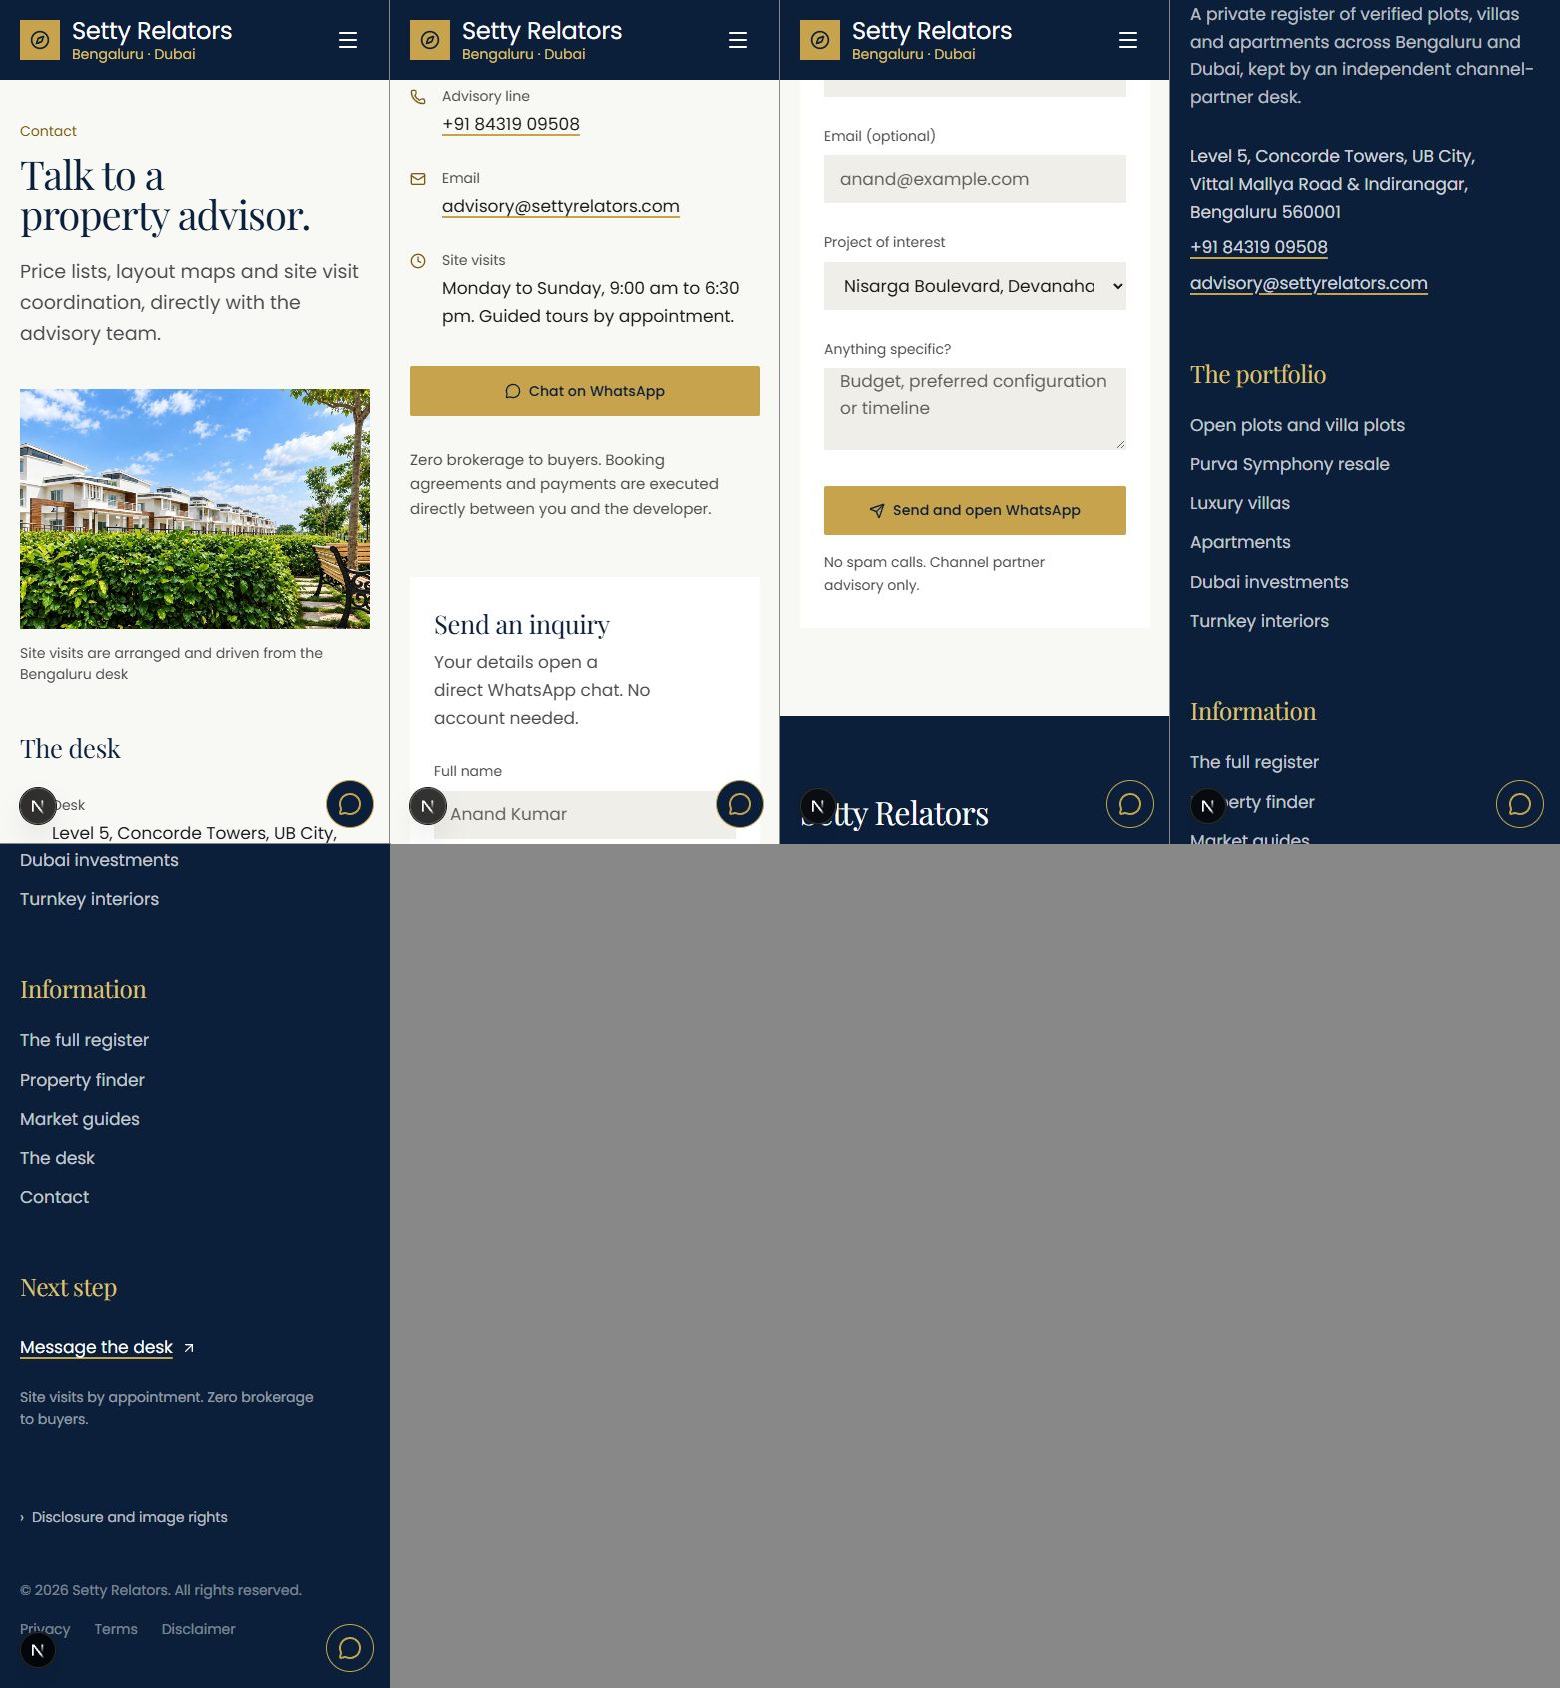 Setty Relators
Bengaluru · Dubai
Contact
Talk to a
property advisor.
Price lists, layout maps and site visit
coordination, directly with the
advisory team.
Site visits are arranged and driven from the
Bengaluru desk
The desk
N
Desk
Level 5, Concorde Towers, UB City,
Setty Relators
Bengaluru · Dubai
Advisory line
+91 84319 09508
Email
advisory@settyrelators.com
Site visits
Monday to Sunday, 9:00 am to 6:30
pm. Guided tours by appointment.
Chat on WhatsApp
Zero brokerage to buyers. Booking
agreements and payments are executed
directly between you and the developer.
Send an inquiry
Your details open a
direct WhatsApp chat. No
account needed.
Full name
N
Anand Kumar
Setty Relators
Bengaluru · Dubai
Email (optional)
anand@example.com
Project of interest
Nisarga Boulevard, Devanaha
Anything specific?
Budget, preferred configuration
or timeline
Send and open WhatsApp
No spam calls. Channel partner
advisory only.
N
Setty Relators
A private register of verified plots, villas
and apartments across Bengaluru and
Dubai, kept by an independent channel-
partner desk.
Level 5, Concorde Towers, UB City,
Vittal Mallya Road & Indiranagar,
Bengaluru 560001
+91 84319 09508
advisory@settyrelators.com
The portfolio
Open plots and villa plots
Purva Symphony resale
Luxury villas
Apartments
Dubai investments
Turnkey interiors
Information
The full register
N
Property finder
Market guides
Dubai investments
Turnkey interiors
Information
The full register
Property finder
Market guides
The desk
Contact
Next step
Message the desk
Site visits by appointment. Zero brokerage
to buyers.
› Disclosure and image rights
© 2026 Setty Relators. All rights reserved.
Privacy Terms Disclaimer
N